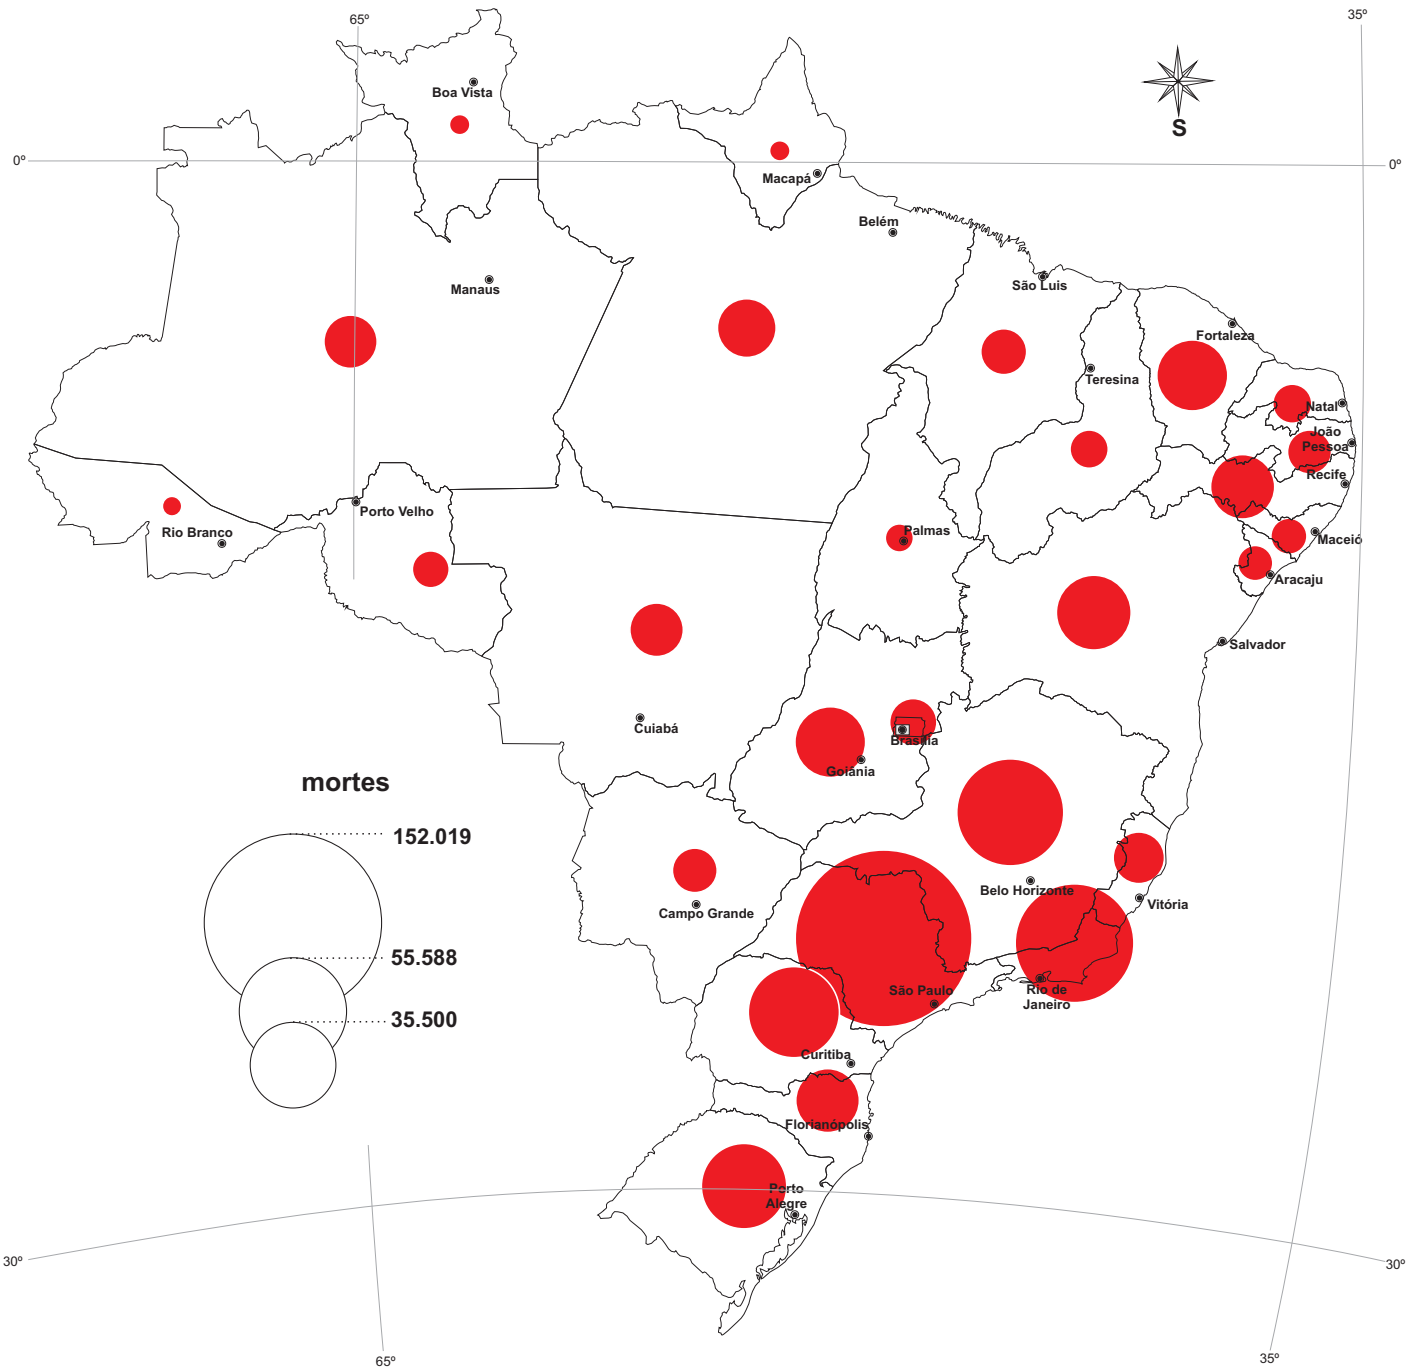 65º
35º
Boa Vista
S
0º
0º
Macapá
Belém
Manaus
São Luis
Fortaleza
Teresina
Natal
João
Pessoa
Recife
Porto Velho
Rio Branco
Palmas
Maceió
Aracaju
Salvador
Cuiabá
Brasília
Goiánia
mortes
152.019
55.588
35.500
Belo Horizonte
Campo Grande
Vitória
São Paulo
Rio de
Janeiro
Curitiba
Florianópolis
Porto
Alegre
30º
30º
65º
35º